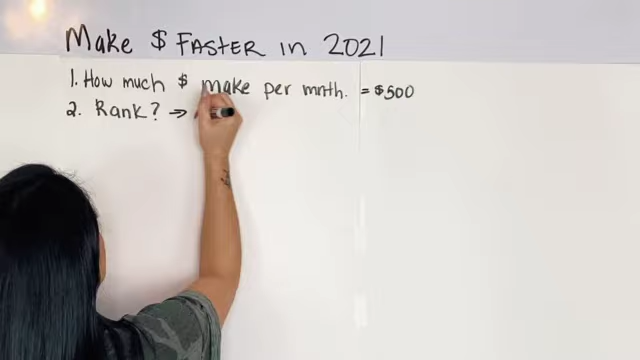 Make $ FASTER in 2021
1. How much $ make per mnth. = $500
2. Rank? →